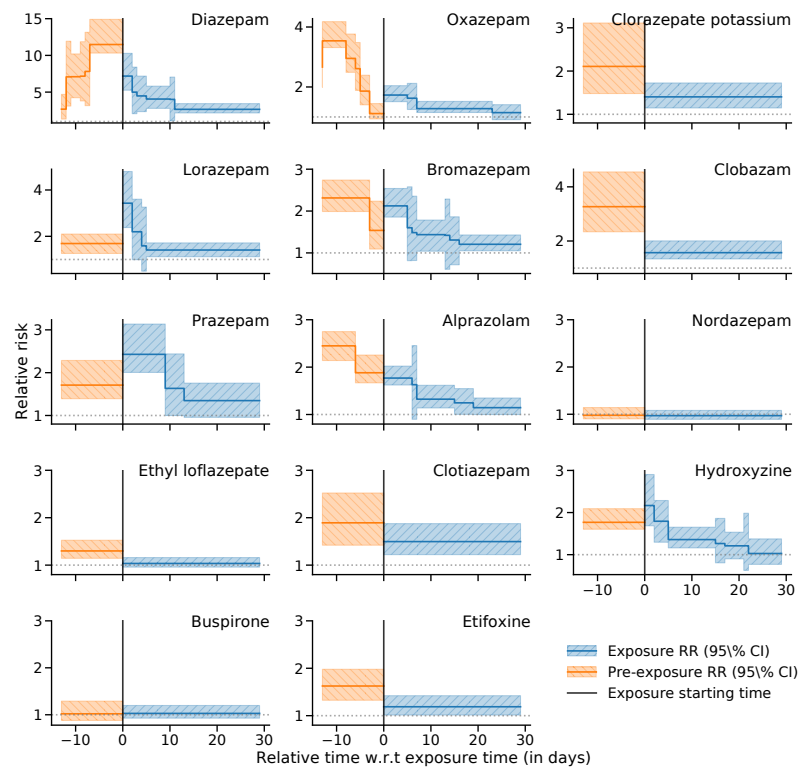 Diazepam
15
10
5
Oxazepam
4
2
Clorazepate potassium
3
2
1
Lorazepam
4
2
Bromazepam
3
2
1
Clobazam
4
2
Prazepam
3
2
1
Alprazolam
3
2
1
Nordazepam
3
2
1
Relative risk
Ethyl loflazepate
3
2
1
Clotiazepam
3
2
1
Hydroxyzine
3
2
1
−10 0 10 20 30
Buspirone
3
2
1
−10 0 10 20 30
Etifoxine
3
2
1
−10 0 10 20 30
Exposure RR (95\% CI)
Pre-exposure RR (95\% CI)
Exposure starting time
Relative time w.r.t exposure time (in days)